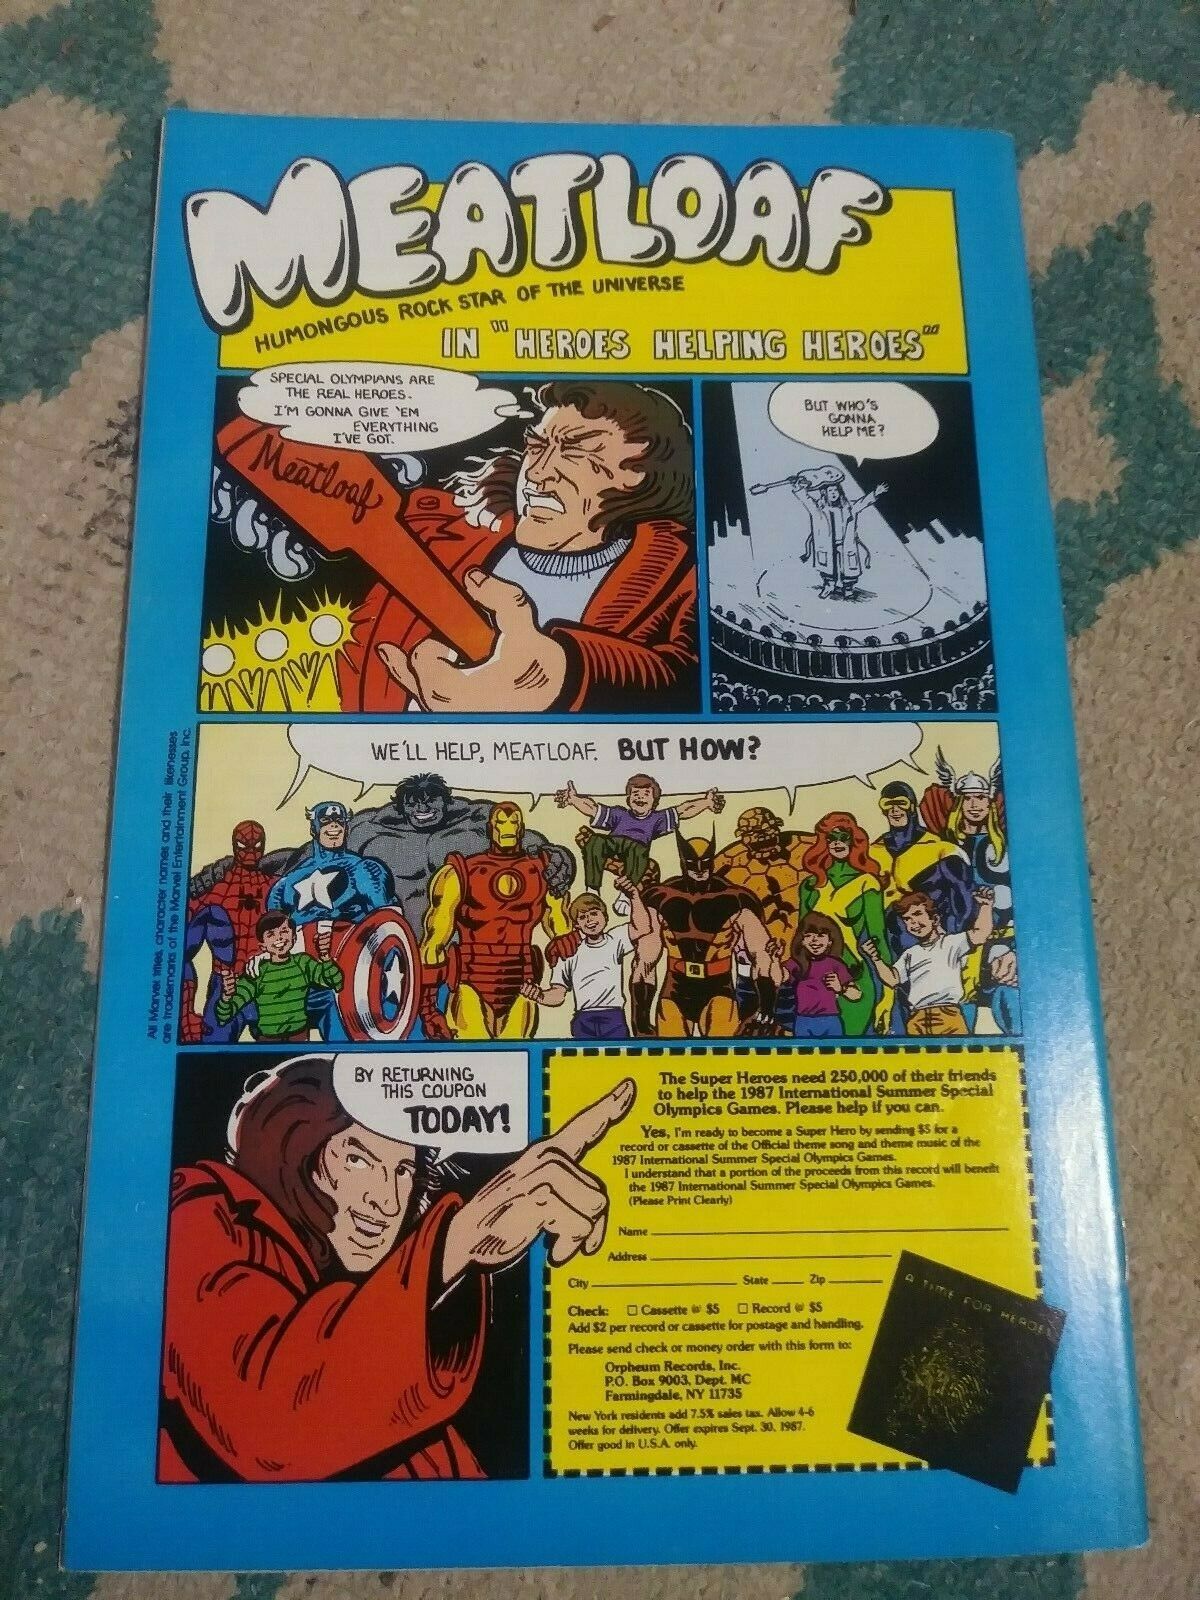 MEATLOAF
HUMONGOUS ROCK STAR OF THE UNIVERSE
IN "HEROES HELPING HEROES"
SPECIAL OLYMPIANS ARE
THE REAL HEROES.
I'M GONNA GIVE 'EM
EVERYTHING
I'VE GOT.
Meatloaf
BUT WHO'S
GONNA
HELP ME?
WE'LL HELP, MEATLOAF. BUT HOW?
All Marvel titles, character names and their likenesses
are trademarks of the Marvel Entertainment Group, Inc.
BY RETURNING
THIS COUPON
TODAY!
The Super Heroes need 250,000 of their friends
to help the 1987 International Summer Special
Olympics Games. Please help if you can.
Yes, I'm ready to become a Super Hero by sending $5 for a
record or cassette of the Official theme song and theme music of the
1987 International Summer Special Olympics Games.
I understand that a portion of the proceeds from this record will benefit
the 1987 International Summer Special Olympics Games.
(Please Print Clearly)
Name
Address
City State Zip
Check: ☐ Cassette @ $5 ☐ Record @ $5
Add $2 per record or cassette for postage and handling.
Please send check or money order with this form to:
Orpheum Records, Inc.
P.O. Box 9003, Dept. MC
Farmingdale, NY 11735
New York residents add 7.5% sales tax. Allow 4-6
weeks for delivery. Offer expires Sept. 30, 1987.
Offer good in U.S.A. only.
A TIME FOR HEROES